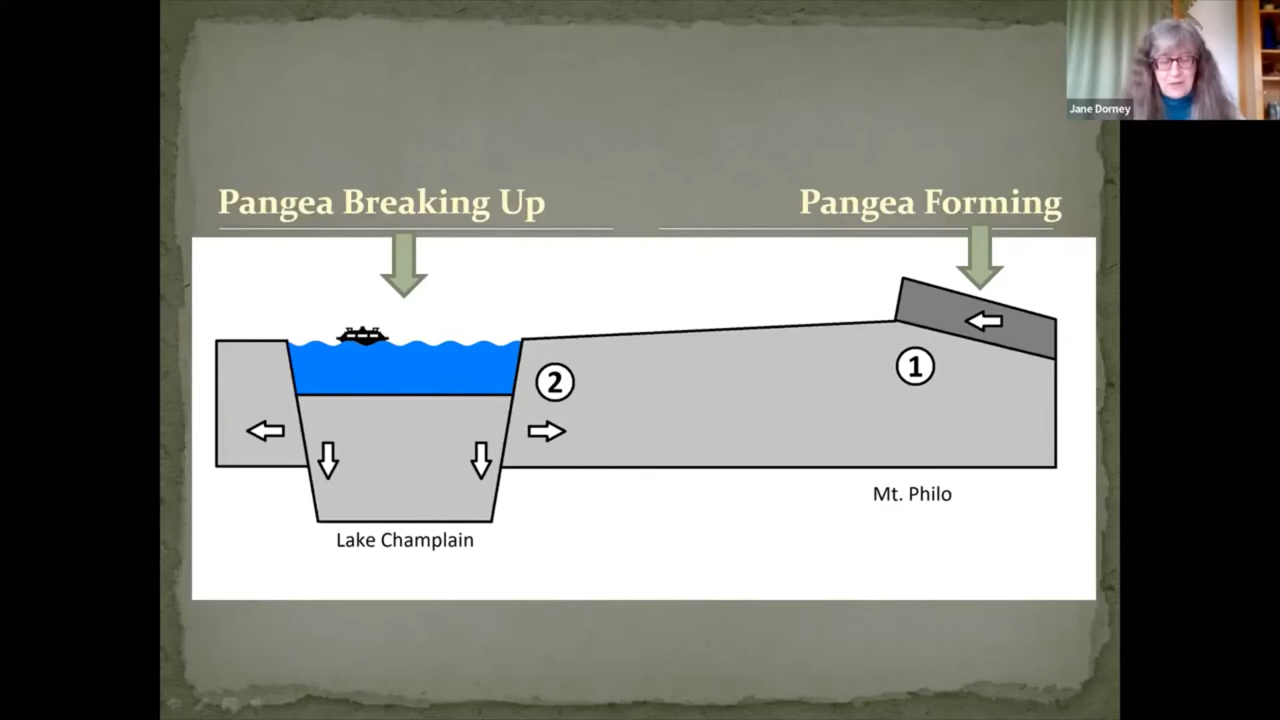 Jane Dorney
Pangea Breaking Up
Pangea Forming
2
1
Mt. Philo
Lake Champlain